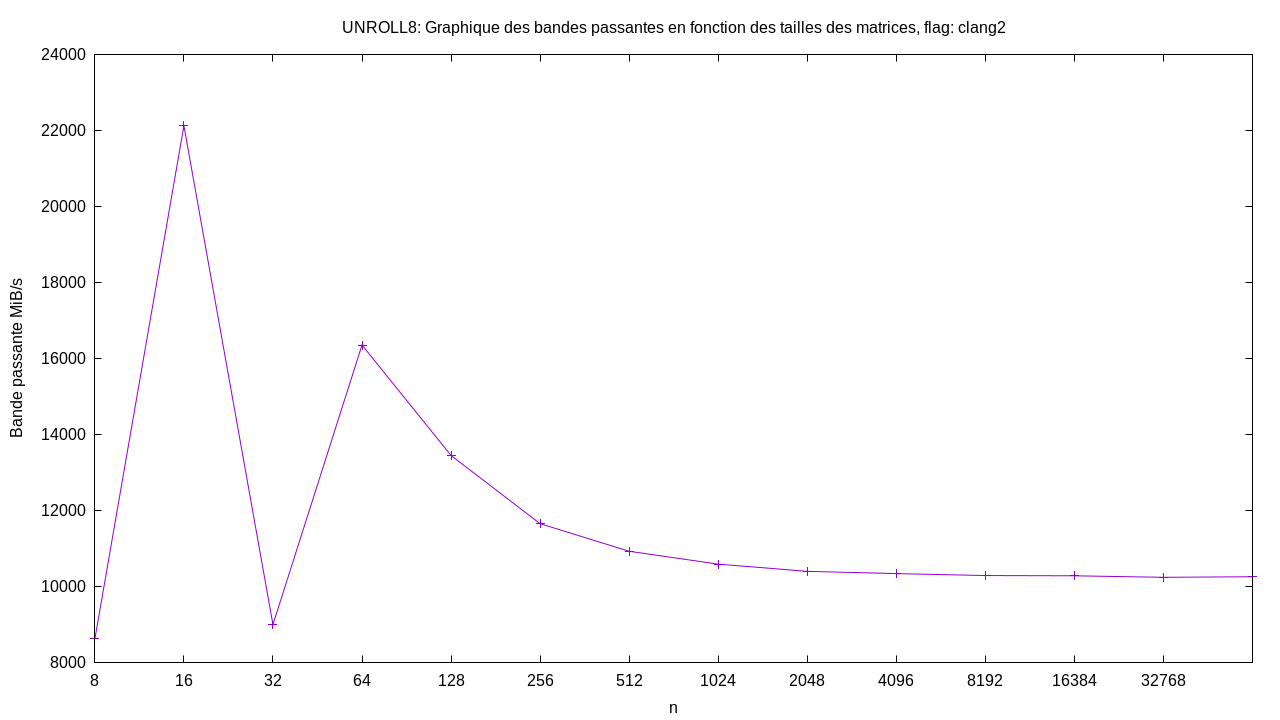 UNROLL8: Graphique des bandes passantes en fonction des tailles des matrices, flag: clang2
24000
22000
20000
18000
16000
14000
12000
10000
8000
Bande passante MiB/s
8 16 32 64 128 256 512 1024 2048 4096 8192 16384 32768
n